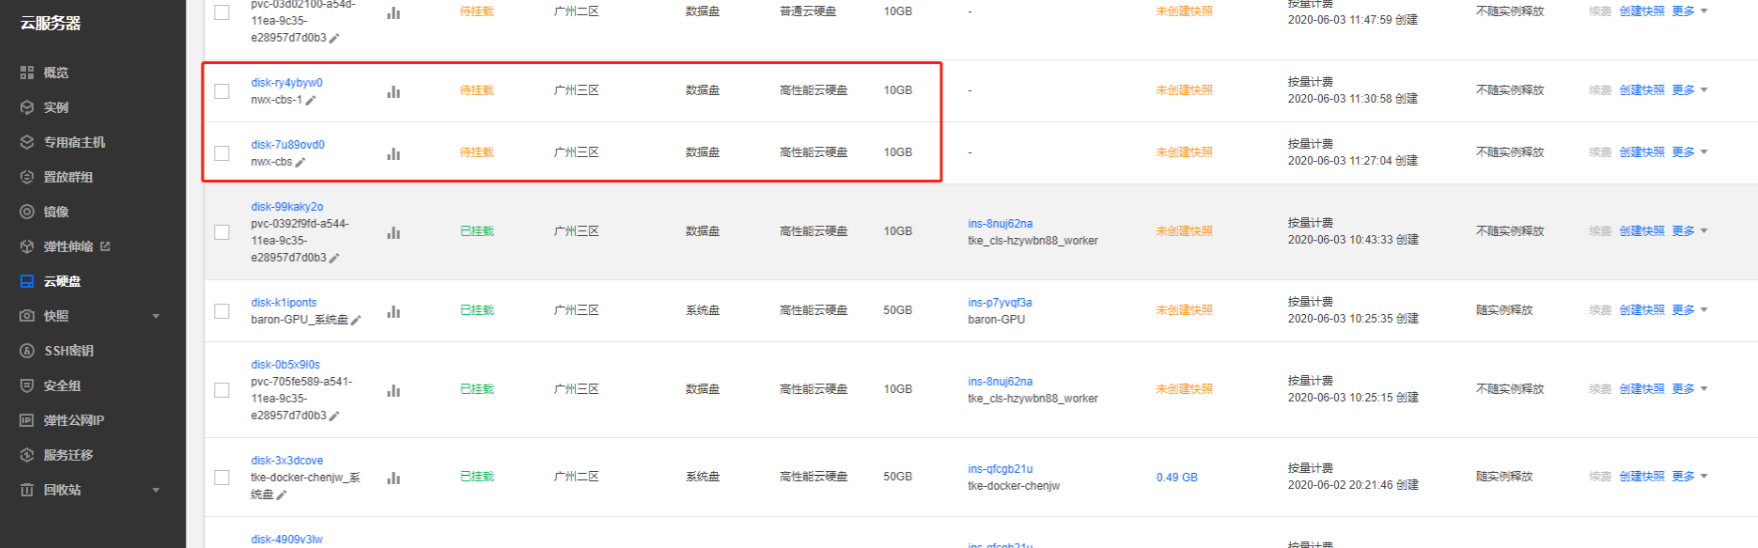 云服务器
概览
实例
专用宿主机
置放群组
镜像
弹性伸缩
云硬盘
快照
SSH密钥
安全组
弹性公网IP
服务迁移
回收站
pvc-03d02100-a54d-
11ea-9c35-
e28957d7d0b3
待挂载
广州二区
数据盘
普通云硬盘
10GB
-
未创建快照
按量计费
2020-06-03 11:47:59 创建
不随实例释放
续费 创建快照 更多
disk-ry4ybyw0
nwx-cbs-1
待挂载
广州三区
数据盘
高性能云硬盘
10GB
-
未创建快照
按量计费
2020-06-03 11:30:58 创建
不随实例释放
续费 创建快照 更多
disk-7u89ovd0
nwx-cbs
待挂载
广州三区
数据盘
高性能云硬盘
10GB
-
未创建快照
按量计费
2020-06-03 11:27:04 创建
不随实例释放
续费 创建快照 更多
disk-99kaky2o
pvc-0392f9fd-a544-
11ea-9c35-
e28957d7d0b3
已挂载
广州三区
数据盘
高性能云硬盘
10GB
ins-8nuj62na
tke_cls-hzywbn88_worker
未创建快照
按量计费
2020-06-03 10:43:33 创建
不随实例释放
续费 创建快照 更多
disk-k1iponts
baron-GPU_系统盘
已挂载
广州三区
系统盘
高性能云硬盘
50GB
ins-p7yvqf3a
baron-GPU
未创建快照
按量计费
2020-06-03 10:25:35 创建
随实例释放
续费 创建快照 更多
disk-0b5x9l0s
pvc-705fe589-a541-
11ea-9c35-
e28957d7d0b3
已挂载
广州三区
数据盘
高性能云硬盘
10GB
ins-8nuj62na
tke_cls-hzywbn88_worker
未创建快照
按量计费
2020-06-03 10:25:15 创建
不随实例释放
续费 创建快照 更多
disk-3x3dcove
tke-docker-chenjw_系
统盘
已挂载
广州二区
系统盘
高性能云硬盘
50GB
ins-qfcgb21u
tke-docker-chenjw
0.49 GB
按量计费
2020-06-02 20:21:46 创建
随实例释放
续费 创建快照 更多
disk-4909v3lw
ins-qfcgb21u
按量计费